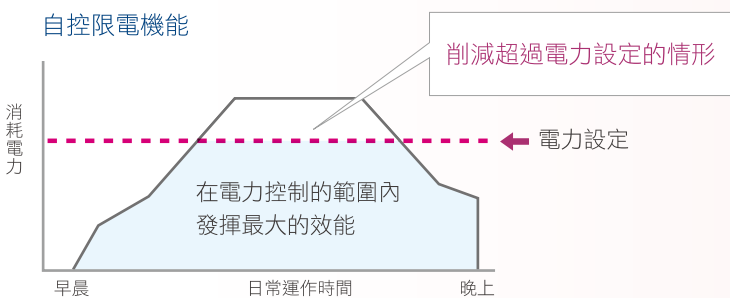 自控限電機能
削減超過電力設定的情形
消耗電力
電力設定
在電力控制的範圍內
發揮最大的效能
早晨
日常運作時間
晚上